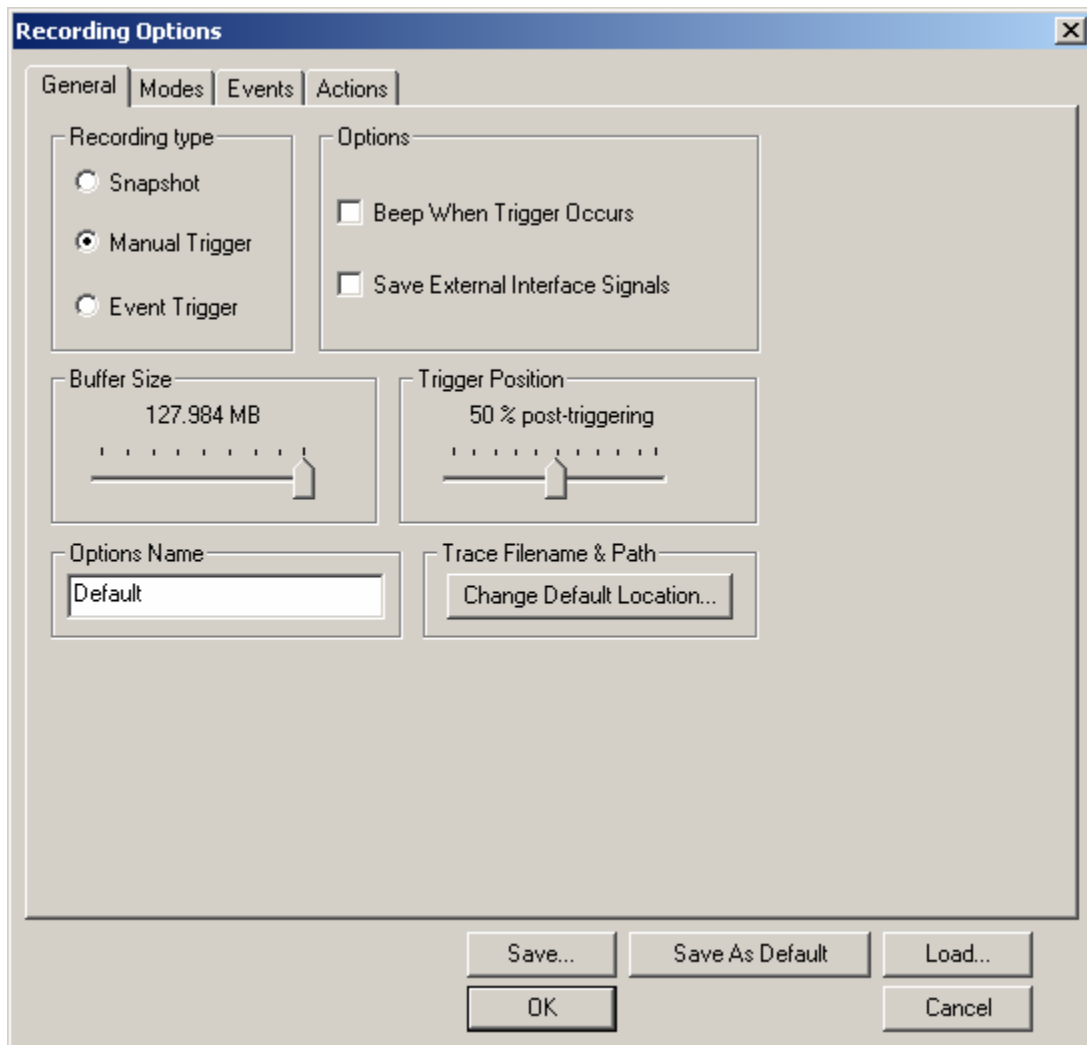 Recording Options
General Modes Events Actions
Recording type
Snapshot
Manual Trigger
Event Trigger
Options
Beep When Trigger Occurs
Save External Interface Signals
Buffer Size
127.984 MB
Trigger Position
50 % post-triggering
Options Name
Default
Trace Filename & Path
Change Default Location...
Save... Save As Default Load...
OK Cancel